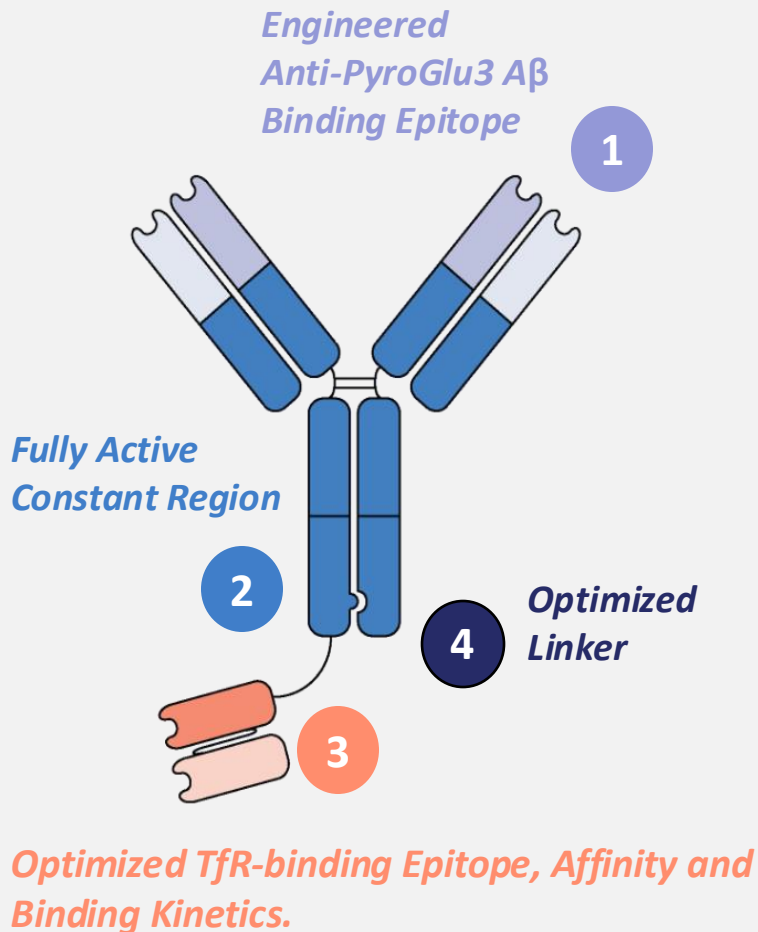 Engineered
Anti-PyroGlu3 Aβ
Binding Epitope
1
Fully Active
Constant Region
2
Optimized
Linker
4
3
Optimized TfR-binding Epitope, Affinity and
Binding Kinetics.